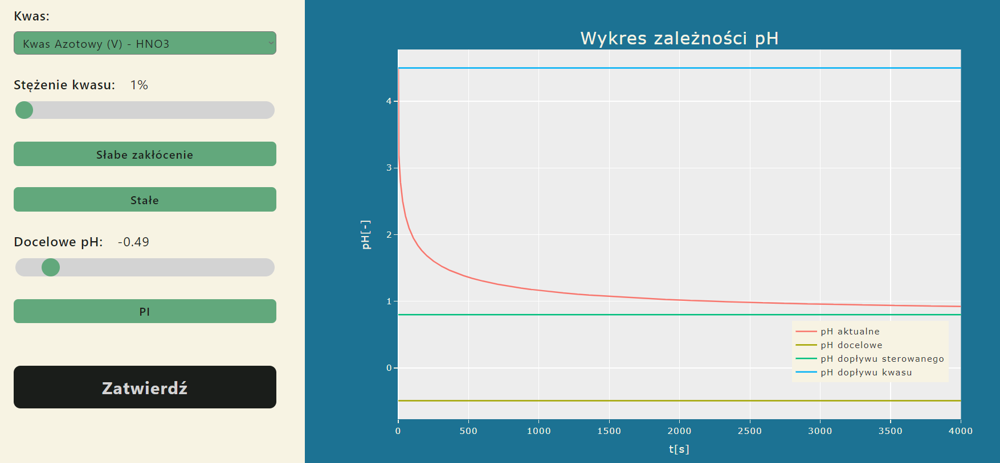 Kwas:
Kwas Azotowy (V) - HNO3
Stężenie kwasu: 1%
Słabe zakłócenie
Stałe
Docelowe pH: -0.49
PI
Zatwierdź
Wykres zależności pH
pH[-]
4
3
2
1
0
0 500 1000 1500 2000 2500 3000 3500 4000
t[s]
pH aktualne
pH docelowe
pH dopływu sterowanego
pH dopływu kwasu